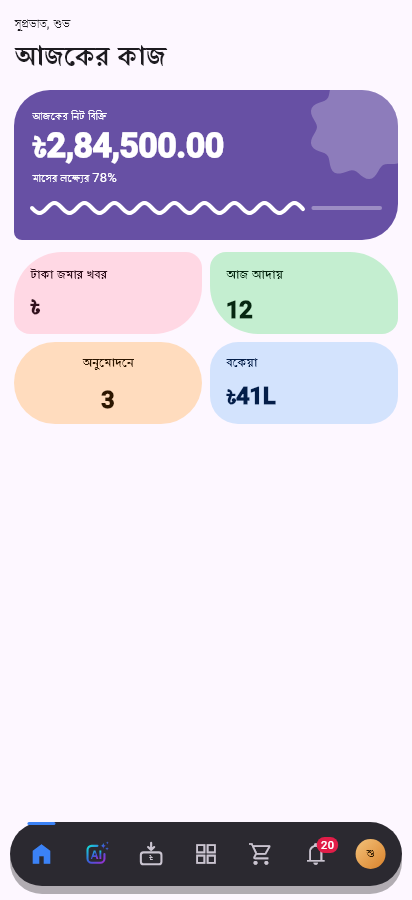 সুপ্রভাত, শুভ
আজকের কাজ
আজকের নিট বিক্রি
৳2,84,500.00
মাসের লক্ষ্যের 78%
টাকা জমার খবর
৳
আজ আদায়
12
অনুমোদনে
3
বকেয়া
৳41L
AI
৳
20
শু